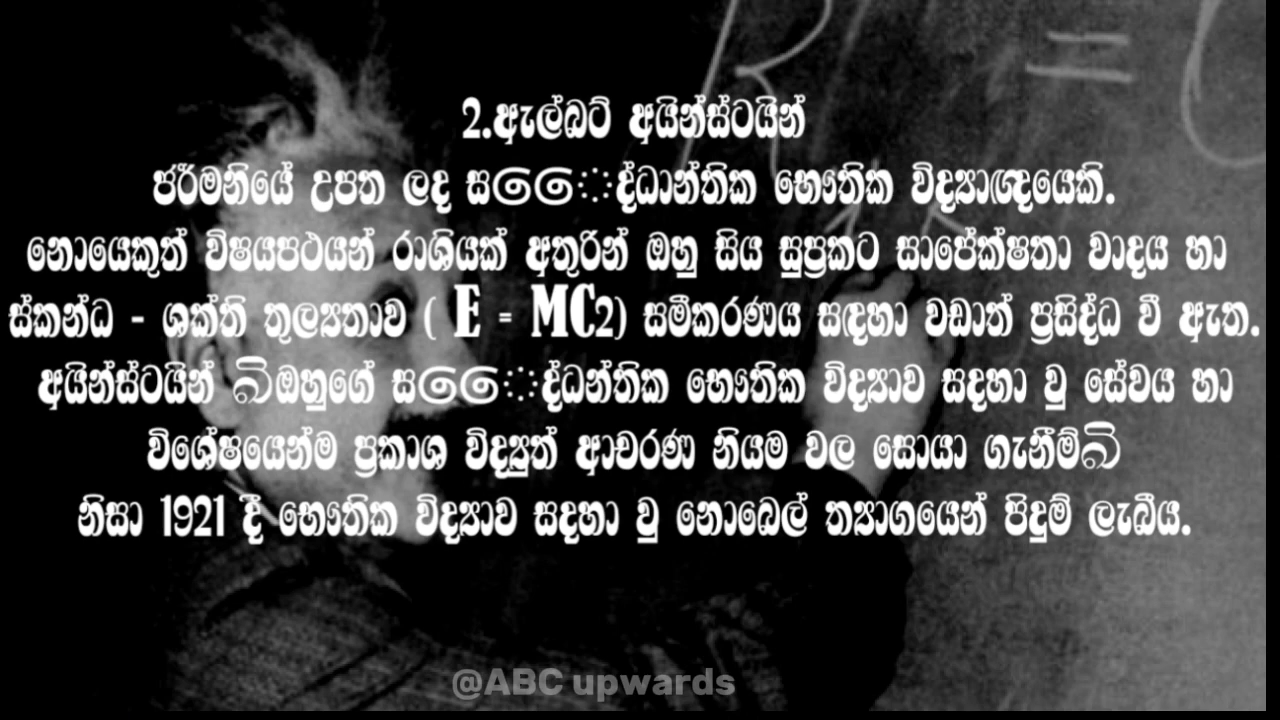 2.ඇල්බට් අයින්ස්ටයින්
ජර්මනියේ උපත ලද සෛද්ධාන්තික භෞතික විද්‍යාඥයෙකි.
නොයෙකුත් විෂයපථයන් රාශියක් අතුරින් ඔහු සිය සුප්‍රකට සාපේක්ෂතා වාදය හා
ස්කන්ධ - ශක්ති තුල්‍යතාව ( E = MC2) සමීකරණය සඳහා වඩාත් ප්‍රසිද්ධ වී ඇත.
අයින්ස්ටයින් ඔහුගේ සෛද්ධන්තික භෞතික විද්‍යාව සදහා වු සේවය හා
විශේෂයෙන්ම ප්‍රකාශ විද්‍යුත් ආචරණ නියම වල සොයා ගැනීම්
නිසා 1921 දී භෞතික විද්‍යාව සදහා වු නොබෙල් ත්‍යාගයෙන් පිදුම් ලැබීය.
@ABC upwards